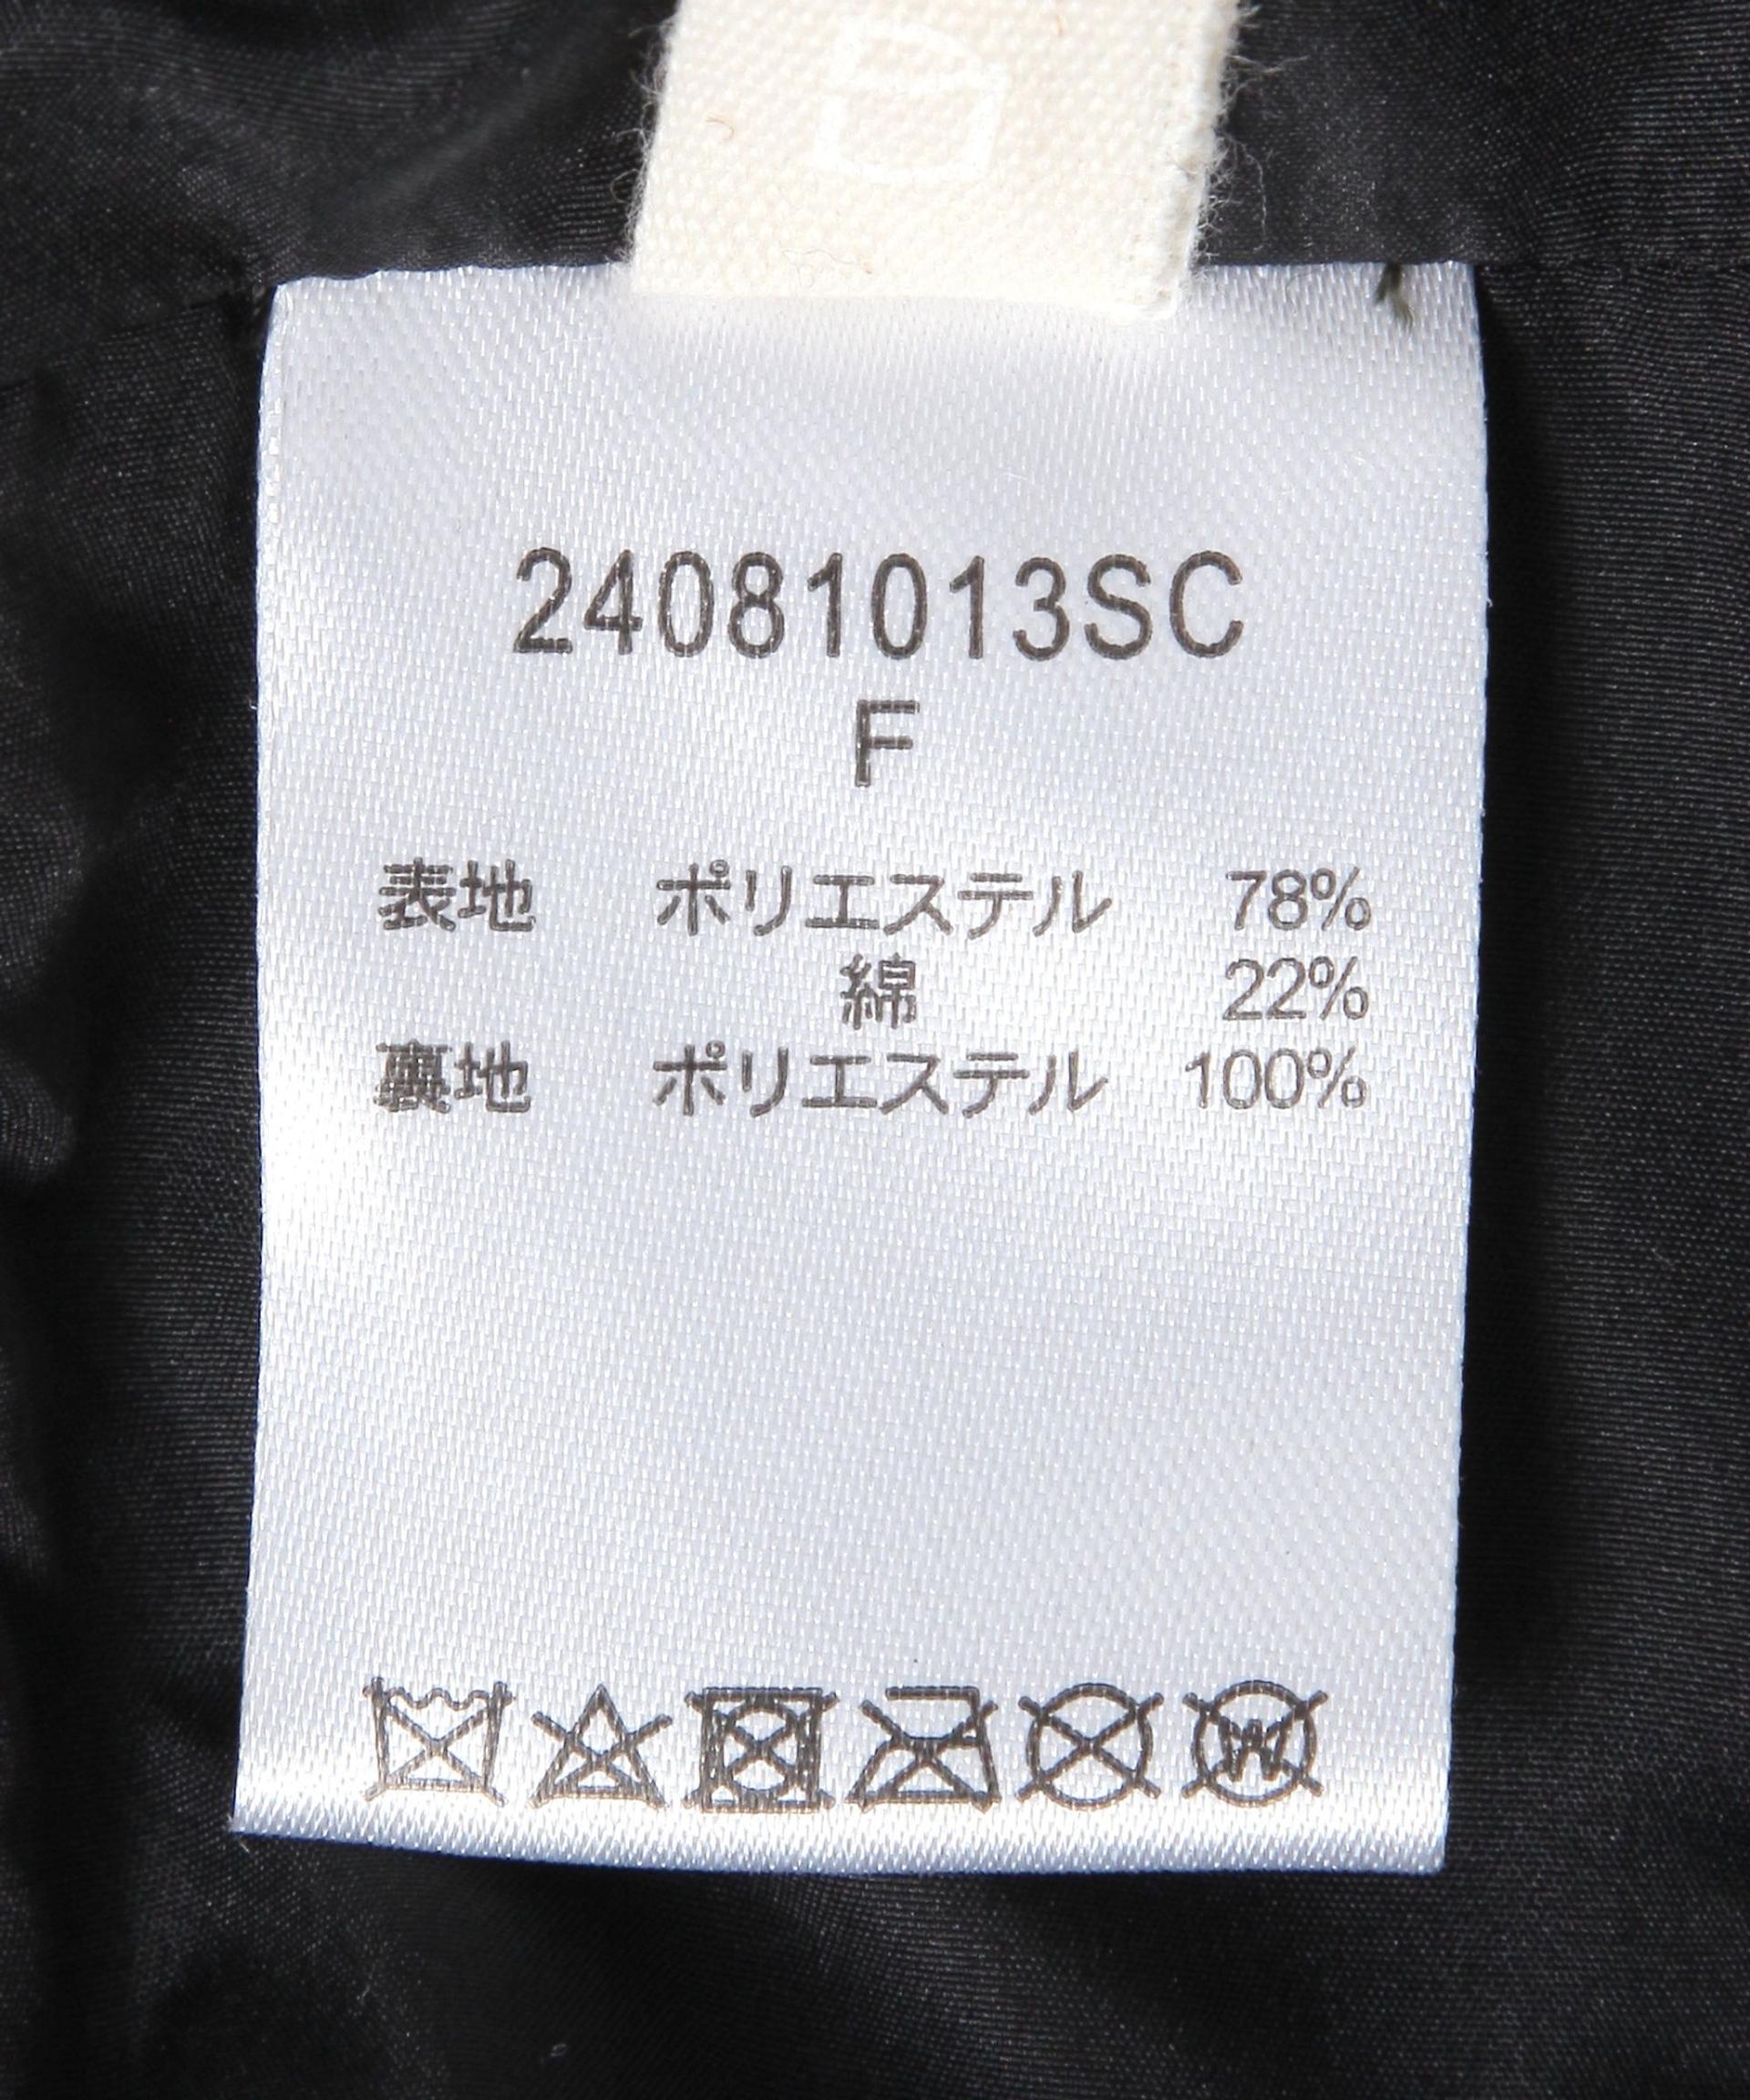 24081013SC
F
表地 ポリエステル 78%
綿 22%
裏地 ポリエステル 100%